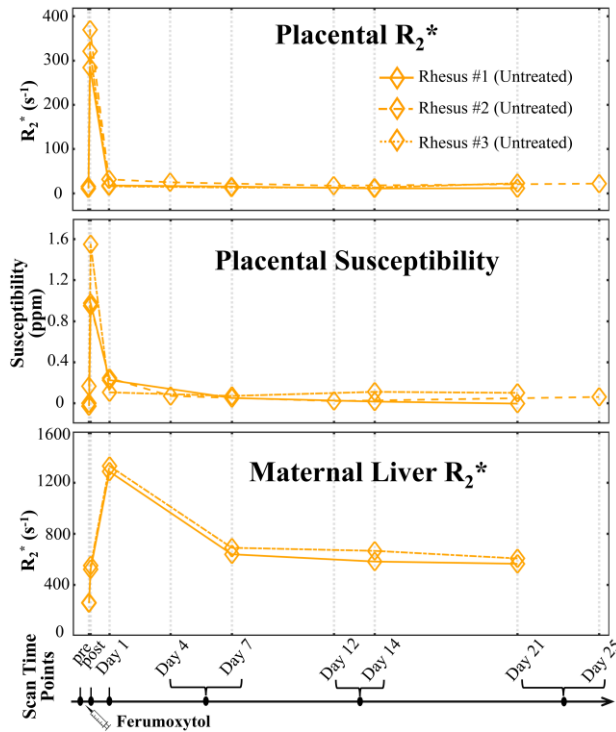 Placental R₂*
400
300
200
100
0
R₂* (s⁻¹)
Rhesus #1 (Untreated)
Rhesus #2 (Untreated)
Rhesus #3 (Untreated)
Placental Susceptibility
1.6
1.2
0.8
0.4
0
Susceptibility
(ppm)
Maternal Liver R₂*
1600
1200
800
400
0
R₂* (s⁻¹)
pre
post
Day 1
Day 4
Day 7
Day 12
Day 14
Day 21
Day 25
Scan Time
Points
Ferumoxytol